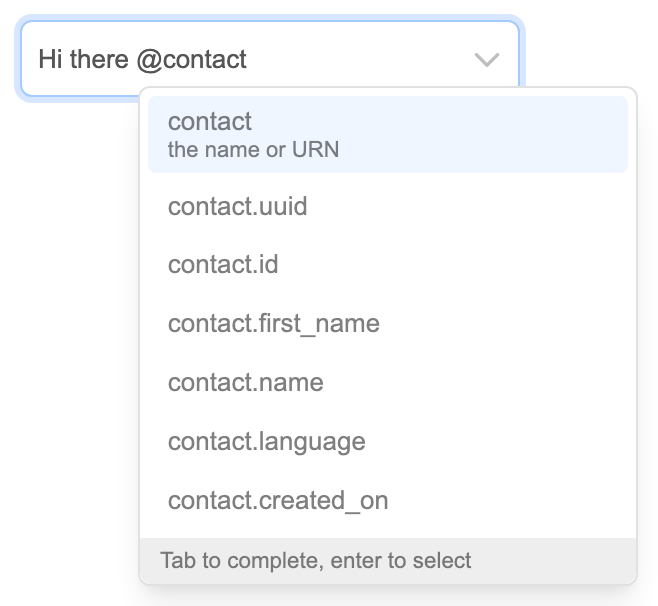 Hi there @contact
contact
the name or URN
contact.uuid
contact.id
contact.first_name
contact.name
contact.language
contact.created_on
Tab to complete, enter to select